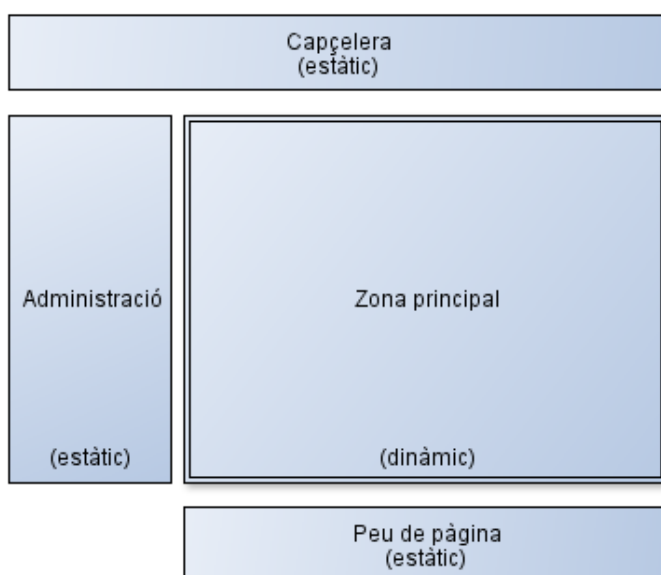 Capçelera
(estàtic)
Administració
(estàtic)
Zona principal
(dinàmic)
Peu de pàgina
(estàtic)